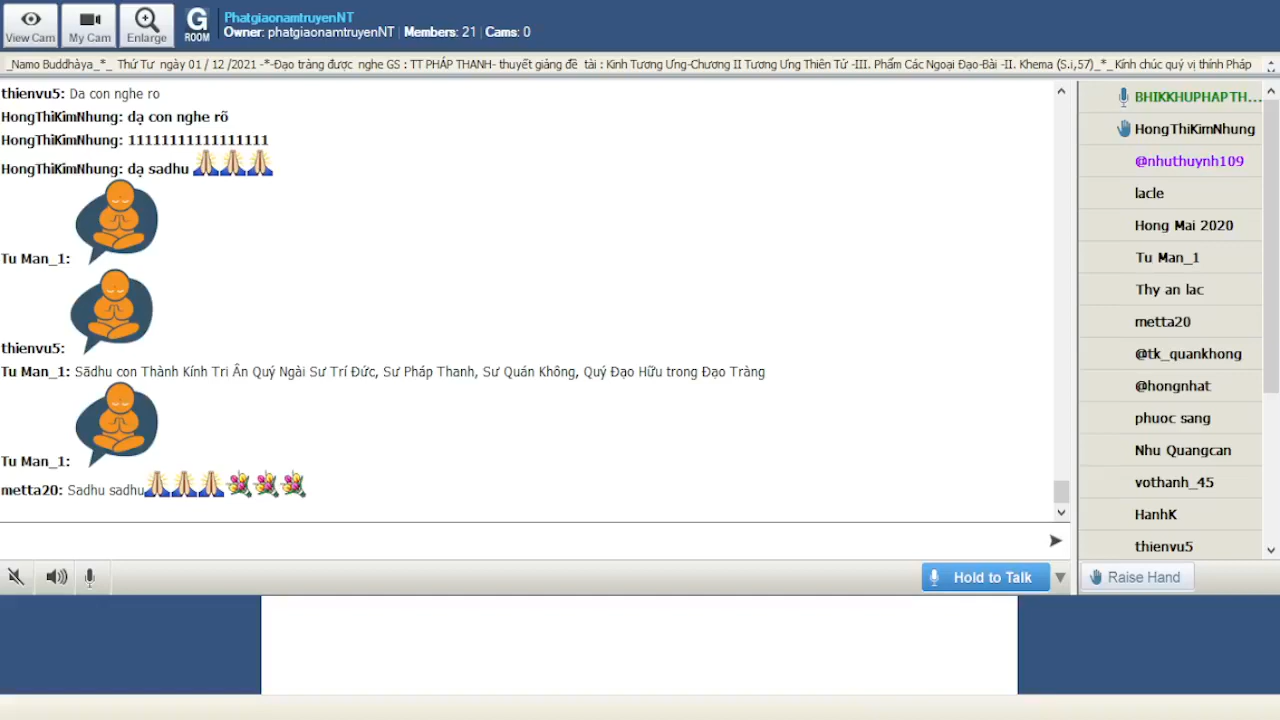 View Cam
My Cam
Enlarge
G
ROOM
PhatgiaonamtruyenNT
Owner: phatgiaonamtruyenNT | Members: 21 | Cams: 0
_Namo Buddhàya_*_ Thứ Tư ngày 01 / 12 /2021 -*-Đạo tràng được nghe GS : TT PHÁP THANH- thuyết giảng đề tài : Kinh Tương Ưng-Chương II Tương Ưng Thiên Tử -III. Phẩm Các Ngoại Đạo-Bài -II. Khema (S.i,57)_*_Kính chúc quý vị thính Pháp
thienvu5: Da con nghe ro
HongThiKimNhung: dạ con nghe rõ
HongThiKimNhung: 11111111111111111
HongThiKimNhung: dạ sadhu
Tu Man_1:
thienvu5:
Tu Man_1: Sãdhu con Thành Kính Tri Ân Quý Ngài Sư Trí Đức, Sư Pháp Thanh, Sư Quán Không, Quý Đạo Hữu trong Đạo Tràng
Tu Man_1:
metta20: Sadhu sadhu
BHIKKHUPHAPTH...
HongThiKimNhung
@nhuthuynh109
lacle
Hong Mai 2020
Tu Man_1
Thy an lac
metta20
@tk_quankhong
@hongnhat
phuoc sang
Nhu Quangcan
vothanh_45
HanhK
thienvu5
Hold to Talk
Raise Hand